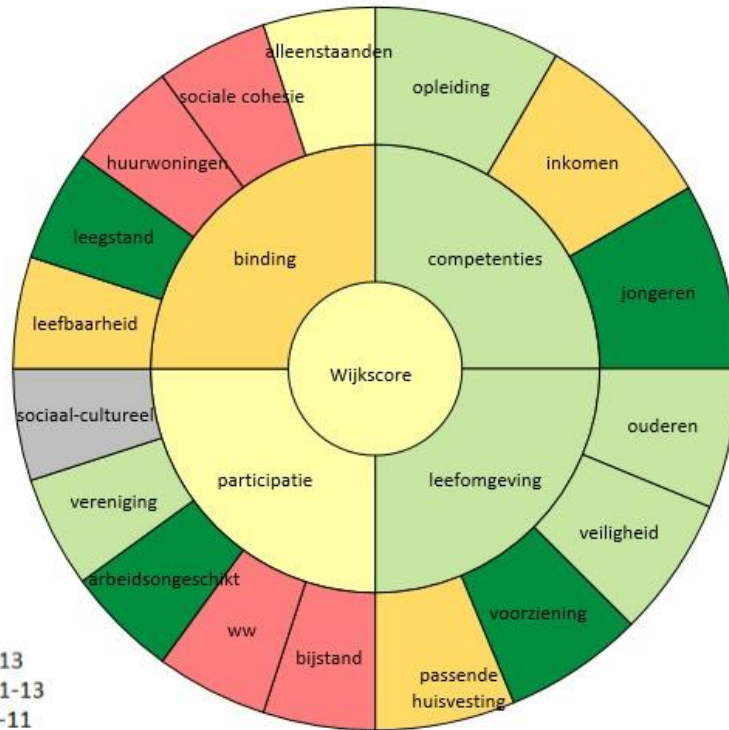 alleenstaanden
opleiding
sociale cohesie
inkomen
huurwoningen
leegstand
binding
competenties
jongeren
leefbaarheid
Wijkscore
sociaal-cultureel
ouderen
participatie
leefomgeving
vereniging
veiligheid
arbeidsongeschikt
voorziening
ww
bijstand
passende
huisvesting
13
1-13
-11